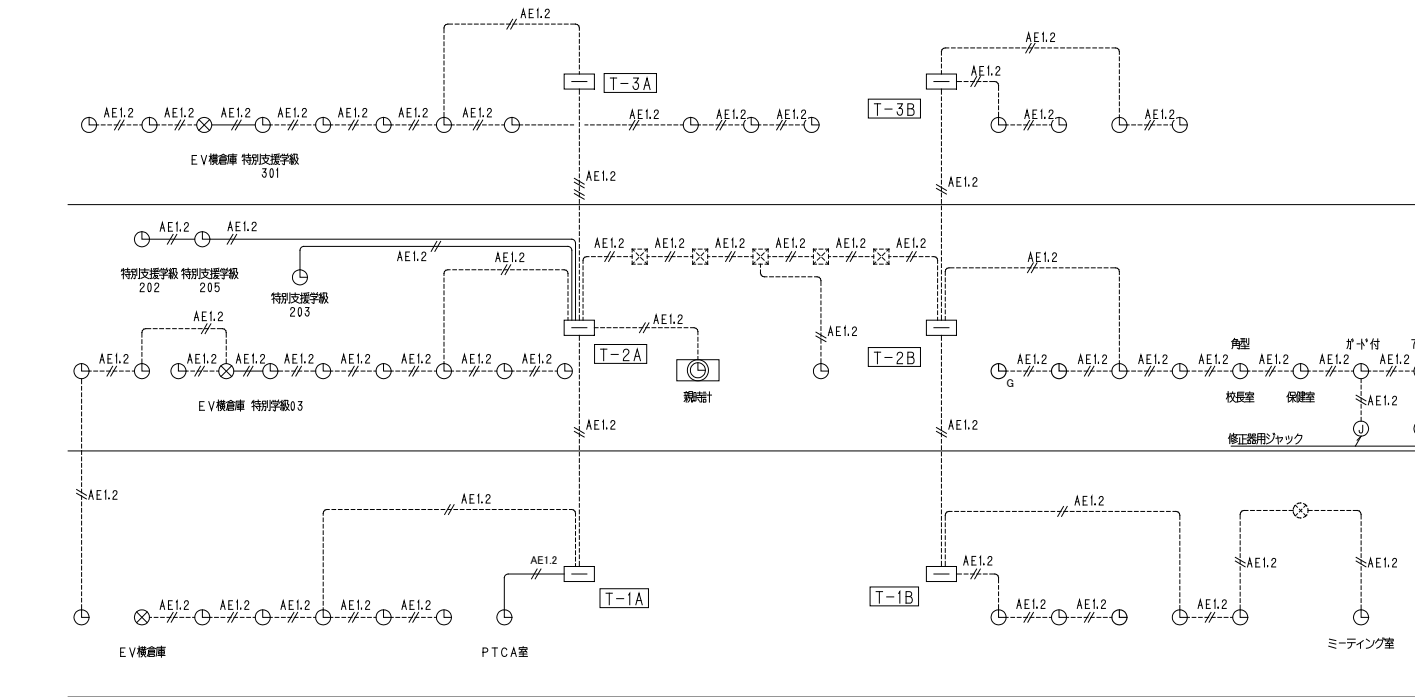 AE1.2
AE1.2
AE1.2
T-3A
T-3B
AE1.2 AE1.2 AE1.2 AE1.2 AE1.2 AE1.2 AE1.2 AE1.2 AE1.2 AE1.2 AE1.2 AE1.2
EV横倉庫 特別支援学級
301
AE1.2 AE1.2
AE1.2 AE1.2
AE1.2 AE1.2 AE1.2 AE1.2 AE1.2 AE1.2
AE1.2 AE1.2 AE1.2
特別支援学級 特別支援学級
202 205
特別支援学級
203
AE1.2 AE1.2 AE1.2
T-2A
T-2B
角型
ガード付
AE1.2 AE1.2 AE1.2 AE1.2 AE1.2 AE1.2 AE1.2 AE1.2
AE1.2 AE1.2 AE1.2 AE1.2 AE1.2 AE1.2 AE1.2
G
親時計
校長室 保健室
EV横倉庫 特別学級03
AE1.2
J
AE1.2 AE1.2
修正器用ジャック
AE1.2
AE1.2 AE1.2
AE1.2 AE1.2 AE1.2 AE1.2
T-1A
T-1B
AE1.2 AE1.2 AE1.2 AE1.2 AE1.2 AE1.2 AE1.2 AE1.2
EV横倉庫
PTCA室
ミーティング室